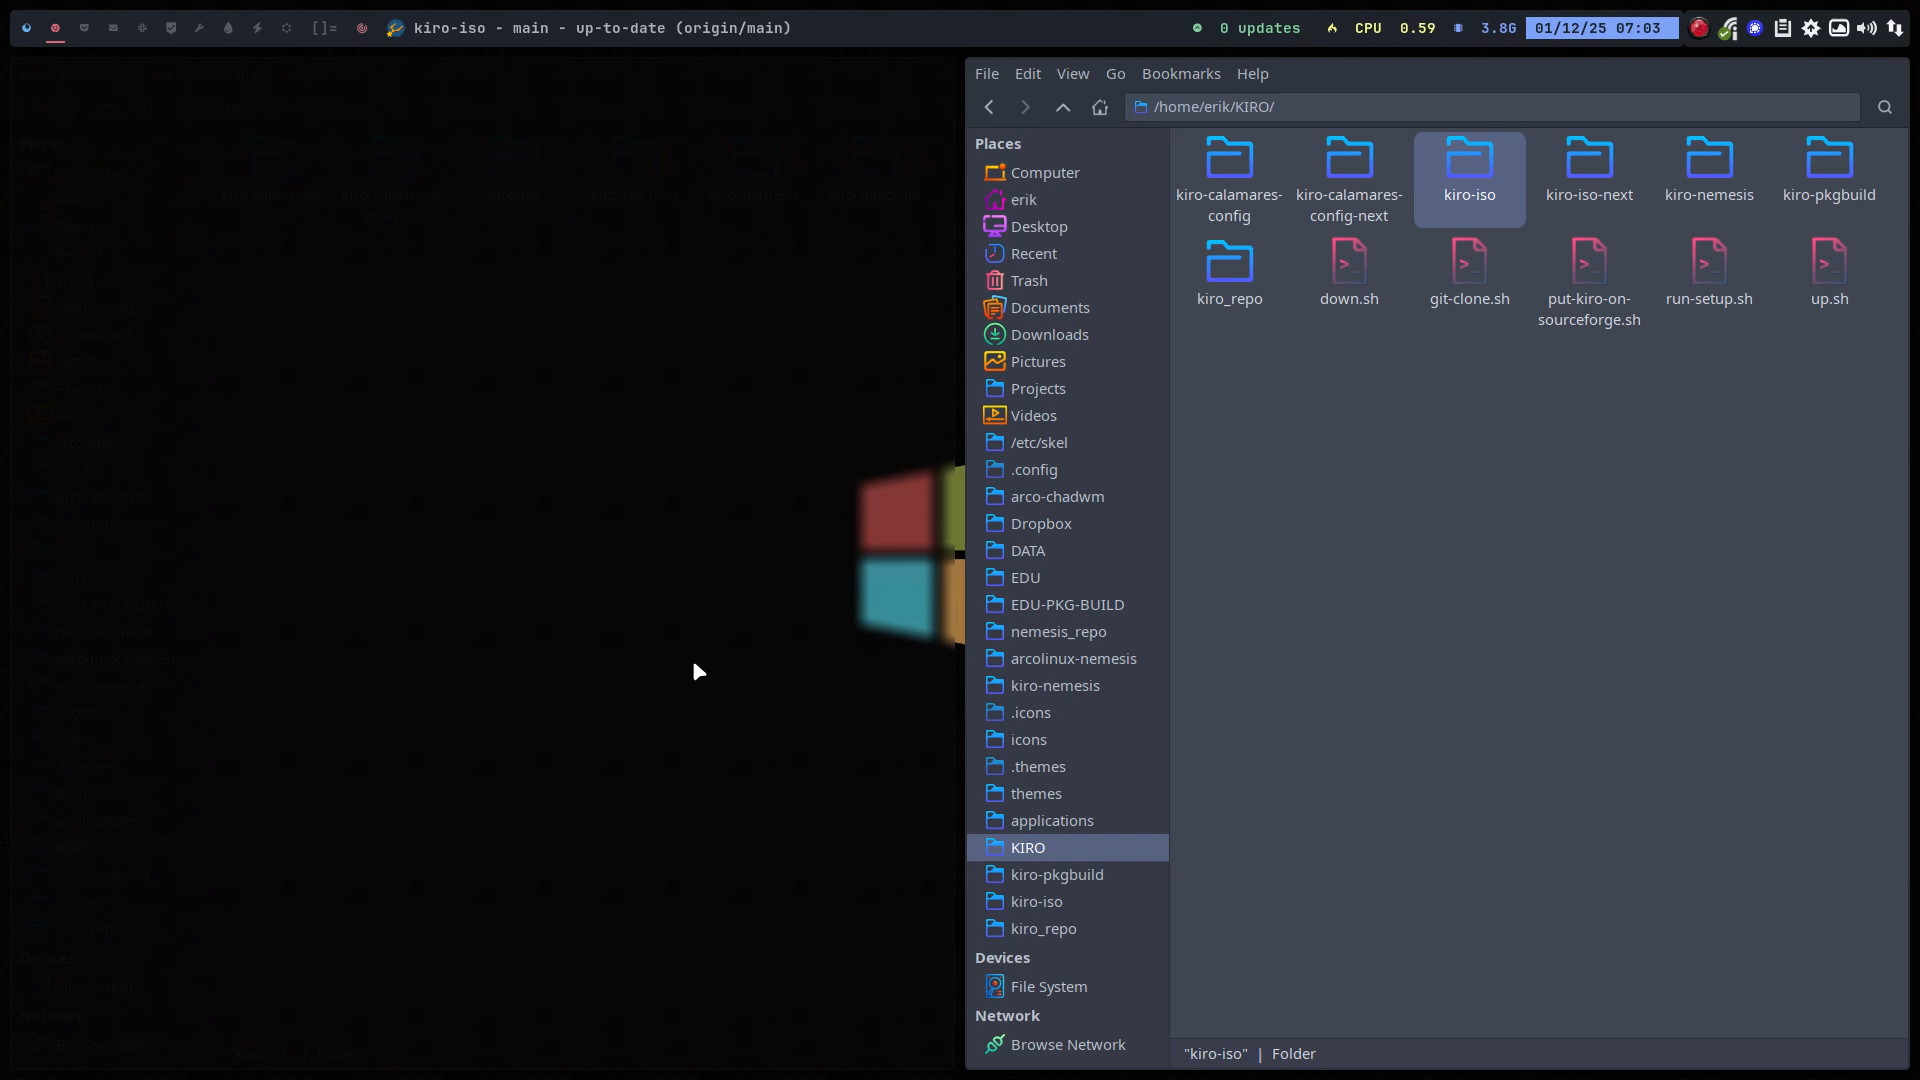 []= kiro-iso - main - up-to-date (origin/main) 0 updates CPU 0.59 3.8G 01/12/25 07:03
File Edit View Go Bookmarks Help
/home/erik/KIRO/
Places
Computer
erik
Desktop
Recent
Trash
Documents
Downloads
Pictures
Projects
Videos
/etc/skel
.config
arco-chadwm
Dropbox
DATA
EDU
EDU-PKG-BUILD
nemesis_repo
arcolinux-nemesis
kiro-nemesis
.icons
icons
.themes
themes
applications
KIRO
kiro-pkgbuild
kiro-iso
kiro_repo
Devices
File System
Network
Browse Network
kiro-calamares-
config
kiro-calamares-
config-next
kiro-iso
kiro-iso-next
kiro-nemesis
kiro-pkgbuild
kiro_repo
down.sh
git-clone.sh
put-kiro-on-
sourceforge.sh
run-setup.sh
up.sh
"kiro-iso" | Folder